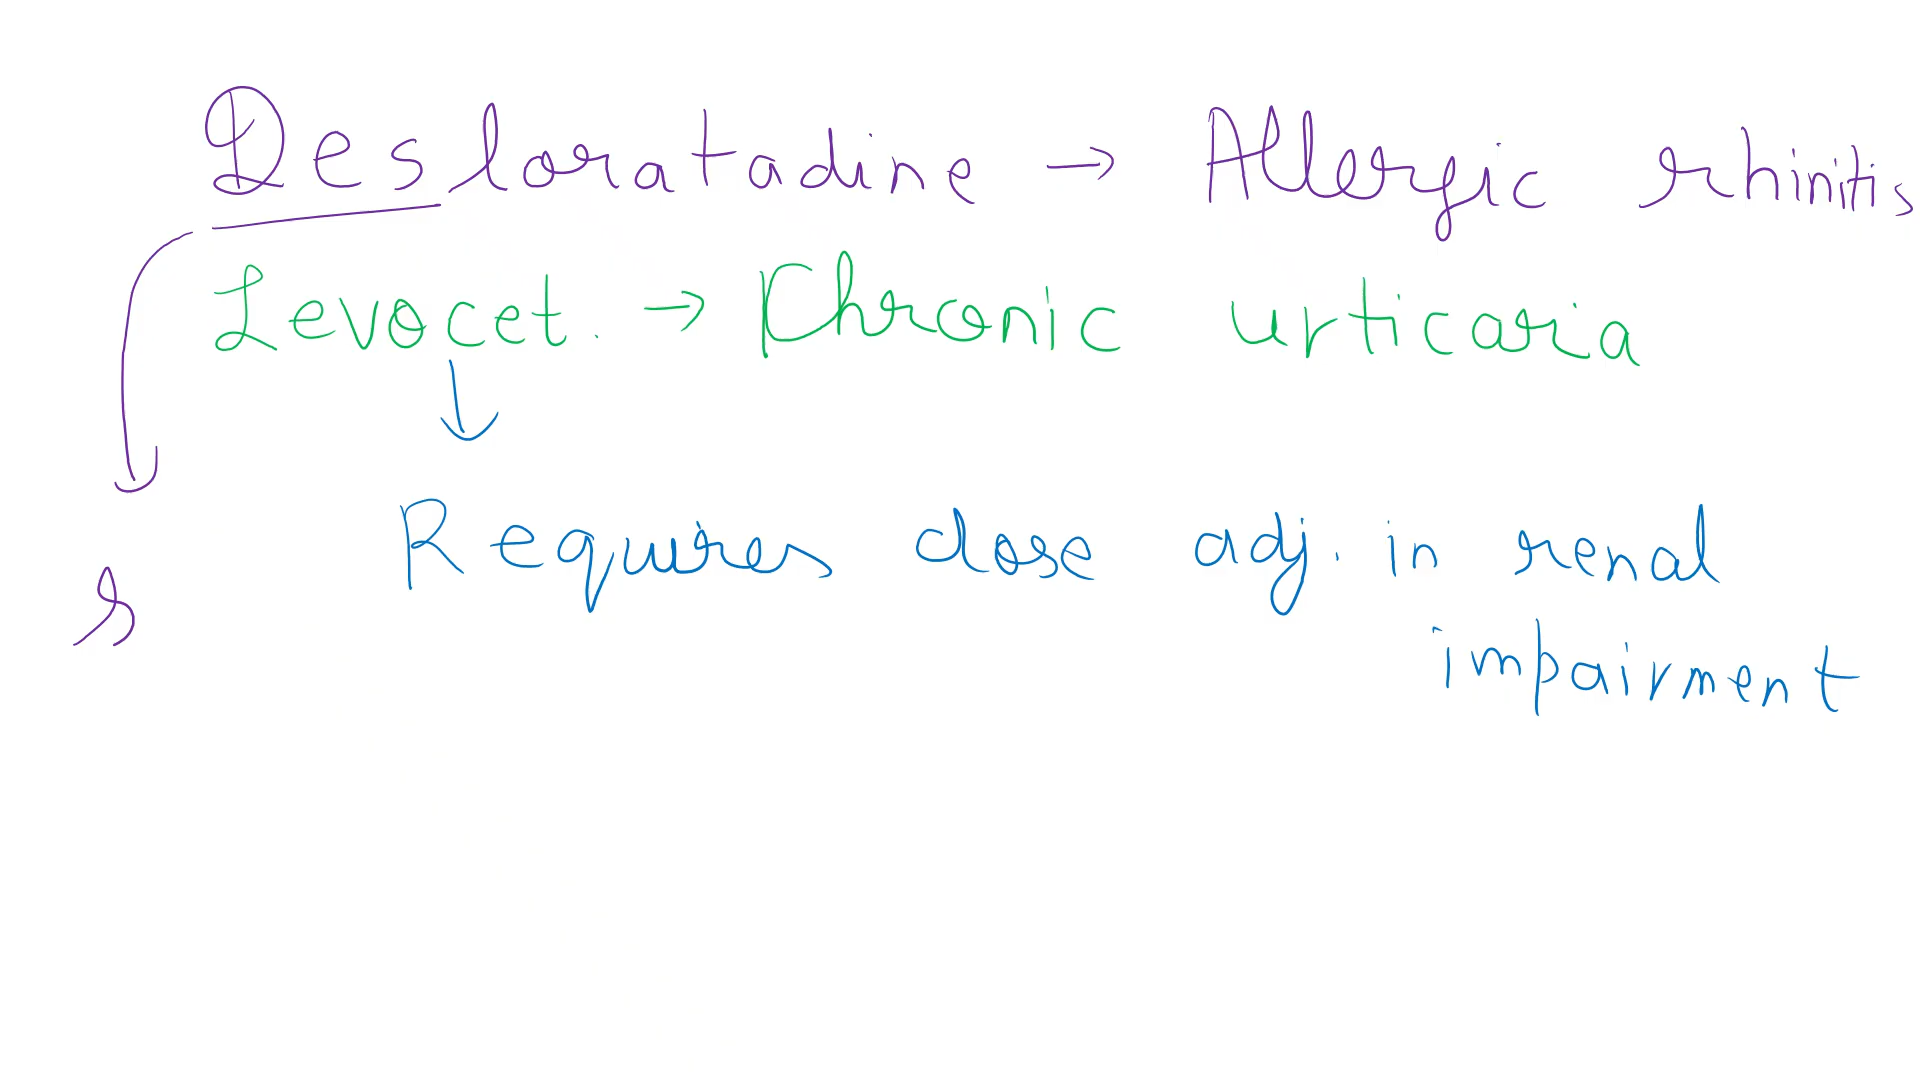 Desloratadine → Allergic rhinitis
Levocet. → Chronic urticaria
Requires dose adj. in renal
impairment
s